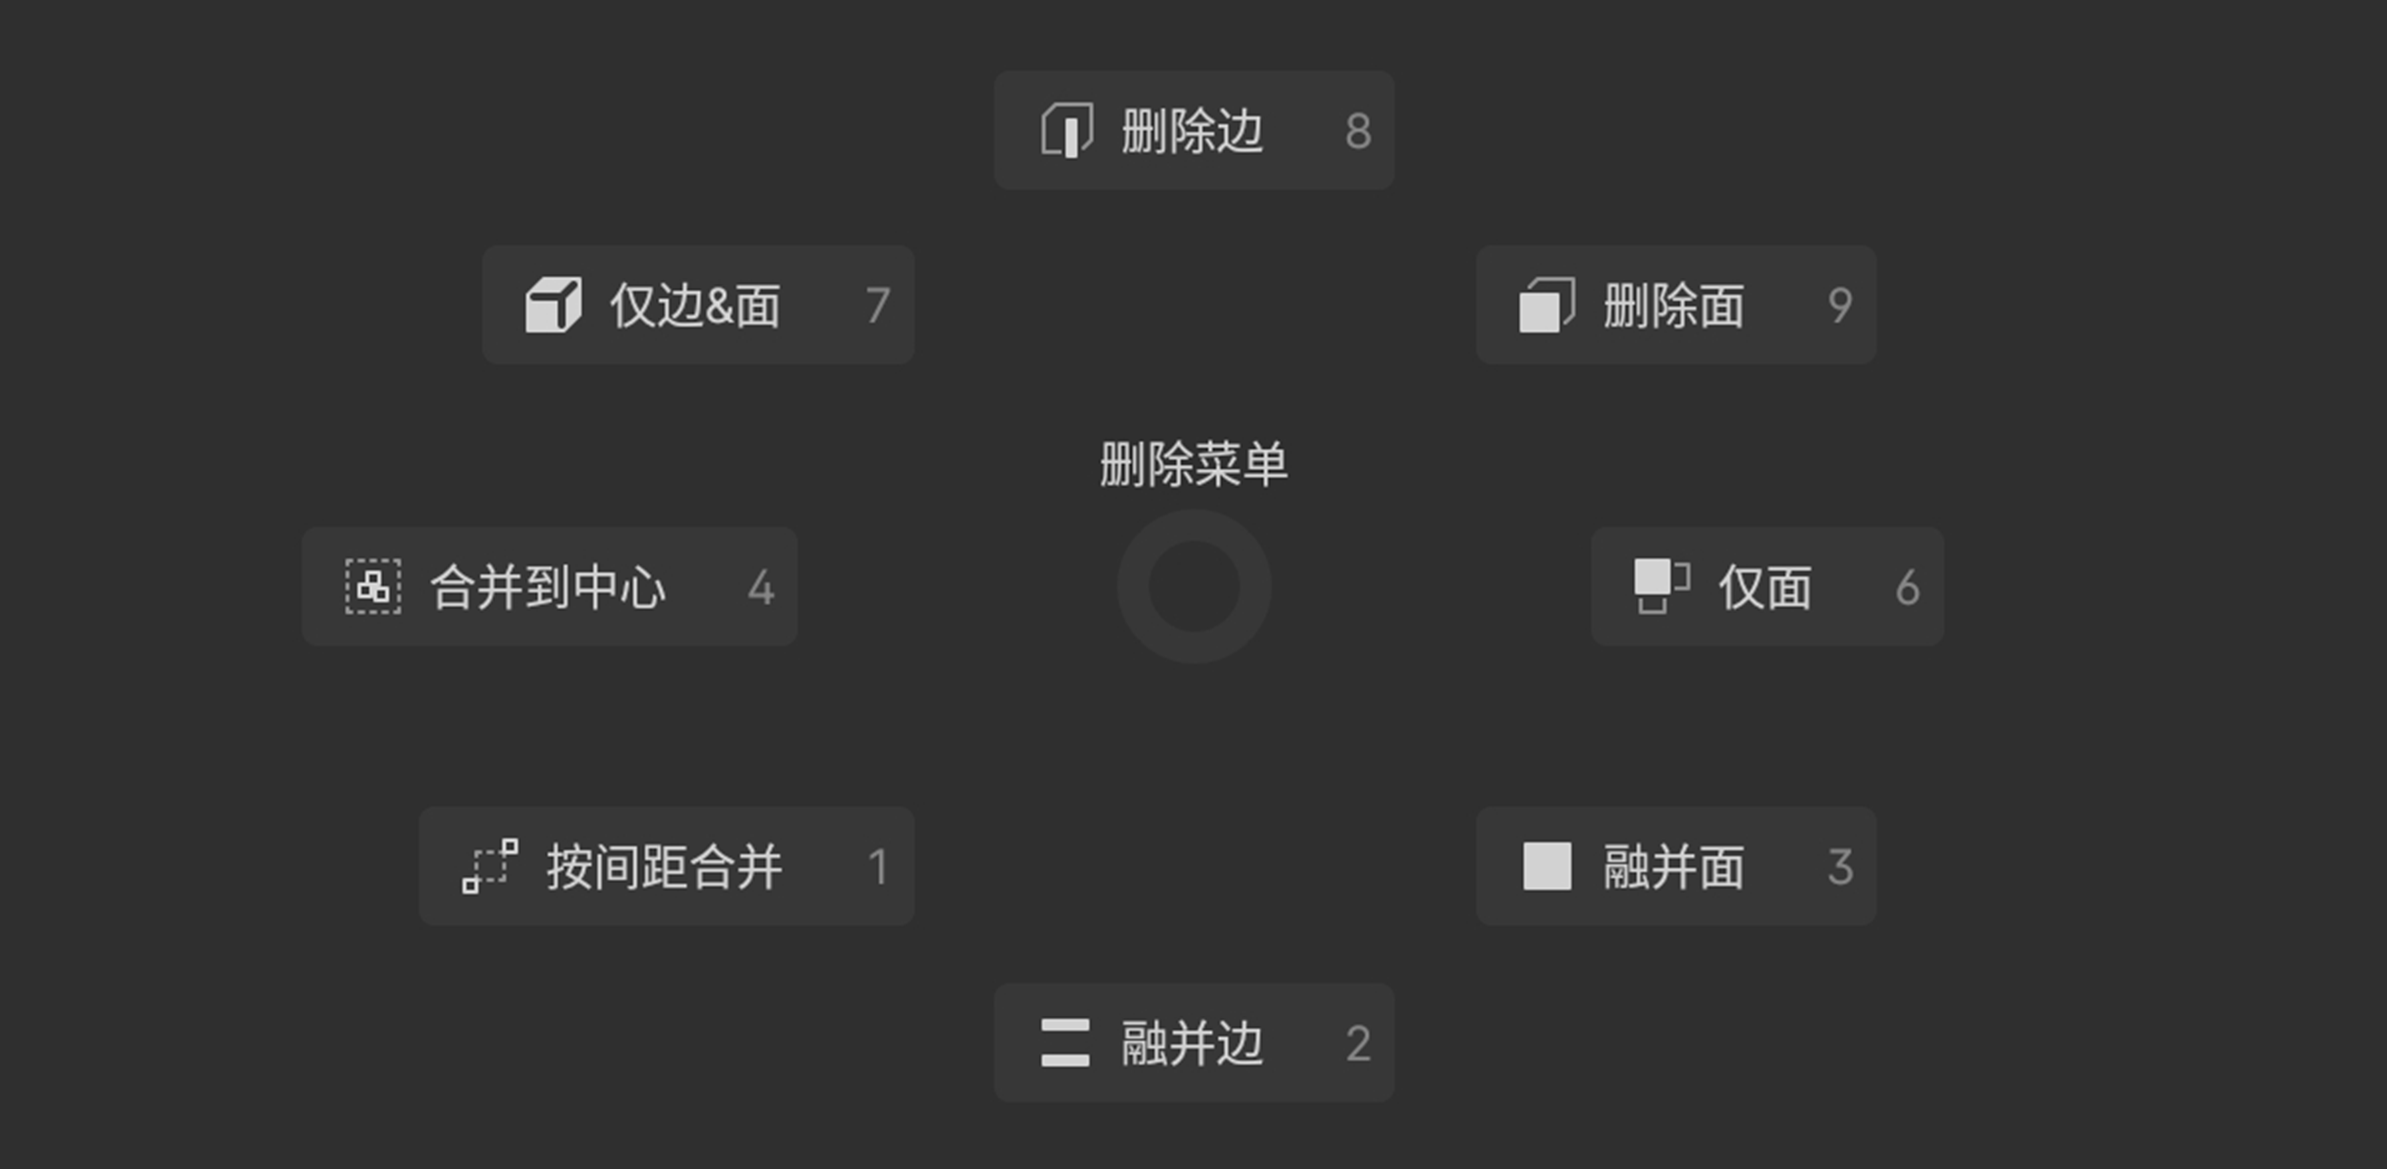 删除边 8
仅边&面 7
删除面 9
删除菜单
合并到中心 4
仅面 6
按间距合并 1
融并面 3
融并边 2